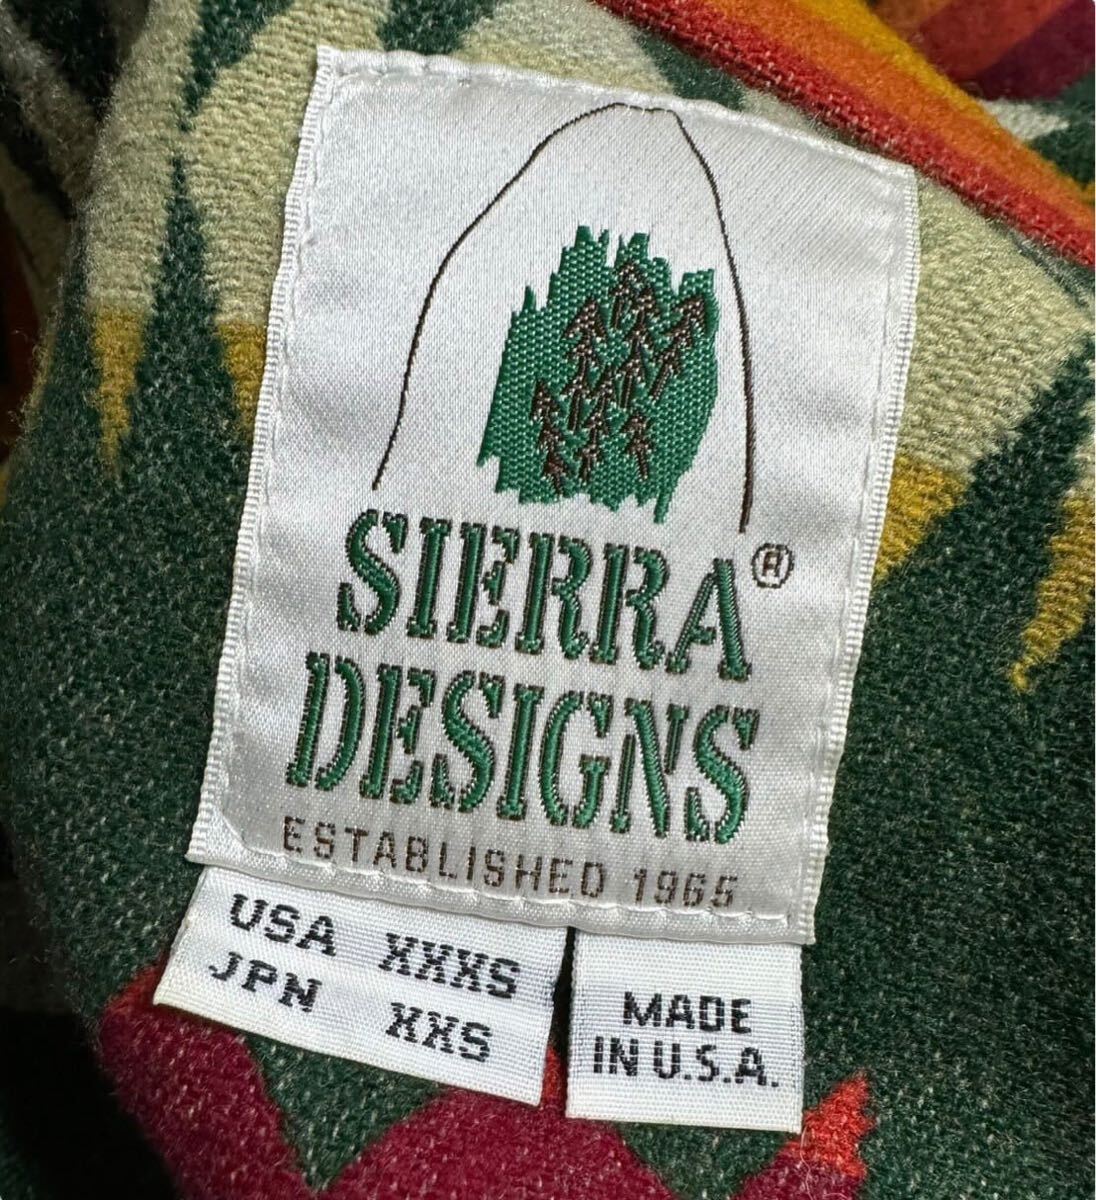 SIERRA®
DESIGNS
ESTABLISHED 1965
USA XXXS
JPN XXS
MADE
IN U.S.A.